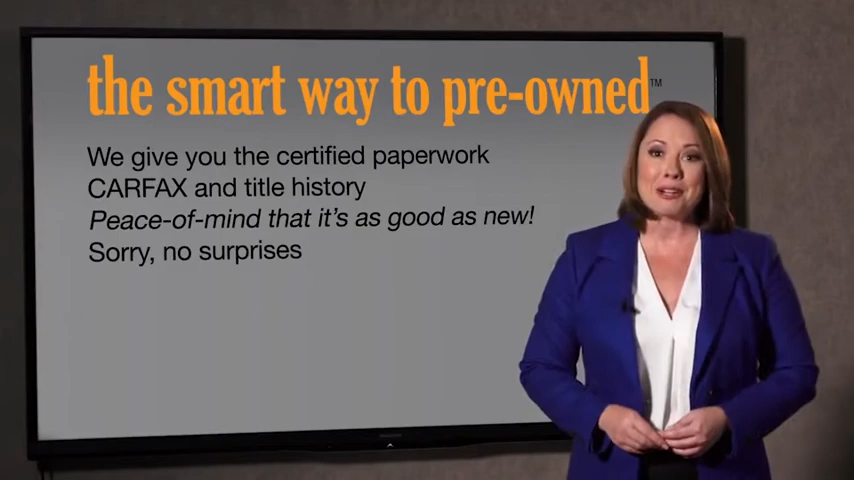 the smart way to pre-owned™
We give you the certified paperwork
CARFAX and title history
Peace-of-mind that it's as good as new!
Sorry, no surprises